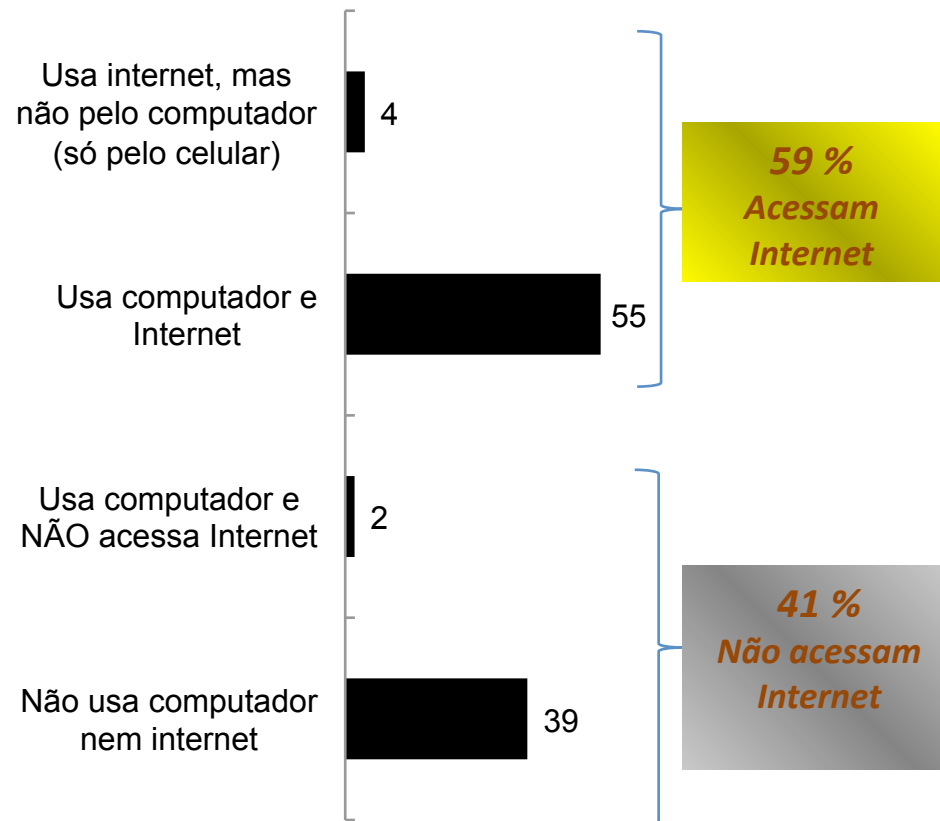 Usa internet, mas
não pelo computador
(só pelo celular)
4
59 %
Acessam
Internet
Usa computador e
Internet
55
Usa computador e
NÃO acessa Internet
2
41 %
Não acessam
Internet
Não usa computador
nem internet
39